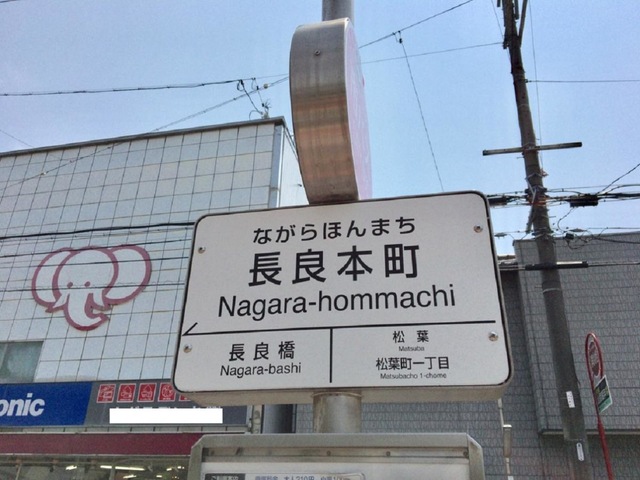 ながらほんまち
長良本町
Nagara-hommachi
長良橋
Nagara-bashi
松葉
Matsuba
松葉町一丁目
Matsubacho 1-chome
onic